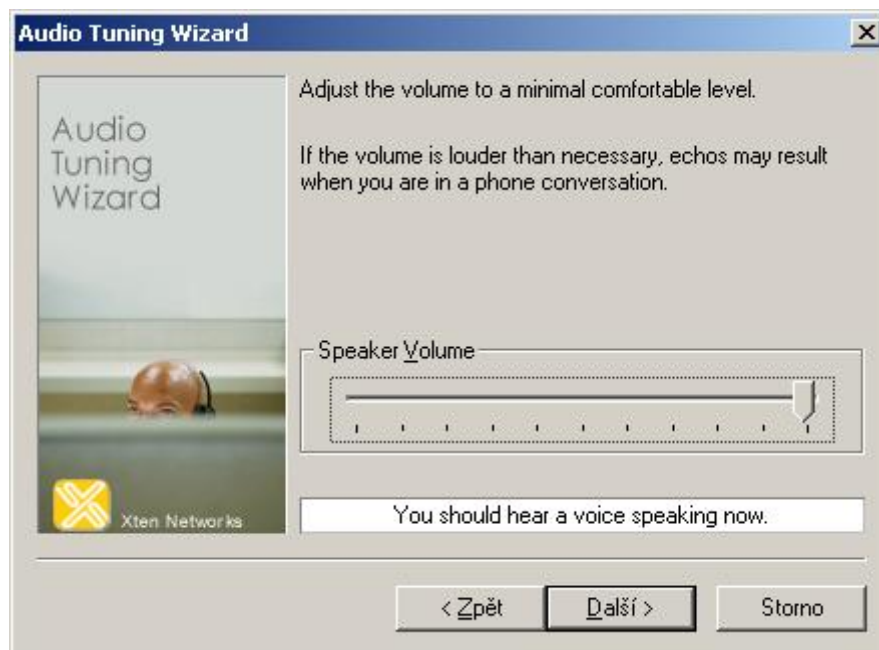 Audio Tuning Wizard
Audio
Tuning
Wizard
Xten Networks
Adjust the volume to a minimal comfortable level.
If the volume is louder than necessary, echos may result
when you are in a phone conversation.
Speaker Volume
You should hear a voice speaking now.
< Zpět
Další >
Storno